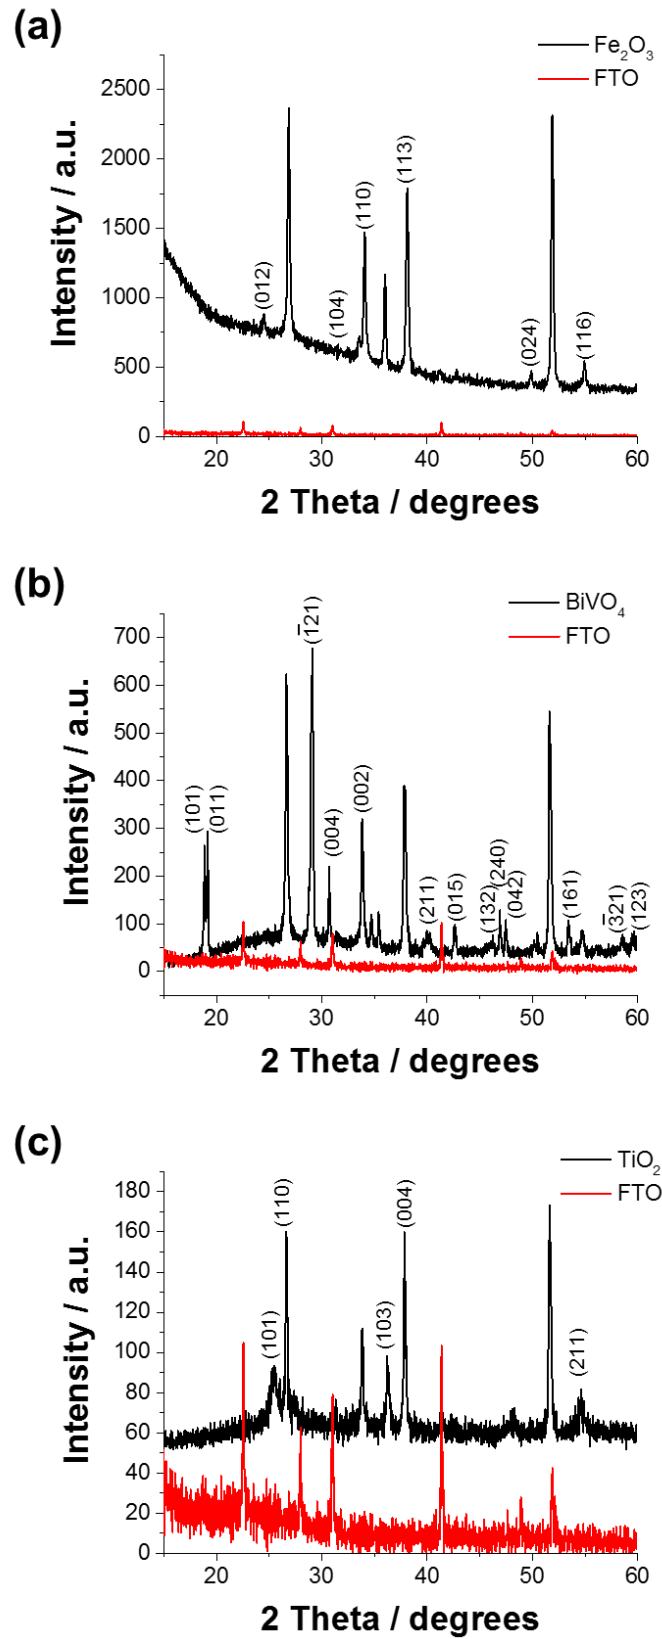 (a)
Fe₂O₃
FTO
2500
2000
1500
1000
500
0
Intensity / a.u.
(012)
(104)
(110)
(113)
(024)
(116)
20 30 40 50 60
2 Theta / degrees
(b)
BiVO₄
FTO
700
600
500
400
300
200
100
0
Intensity / a.u.
(101)
(011)
(1̅21)
(004)
(002)
(211)
(015)
(132)
(240)
(042)
(161)
(3̅21)
(123)
20 30 40 50 60
2 Theta / degrees
(c)
TiO₂
FTO
180
160
140
120
100
80
60
40
20
0
Intensity / a.u.
(101)
(110)
(103)
(004)
(211)
20 30 40 50 60
2 Theta / degrees